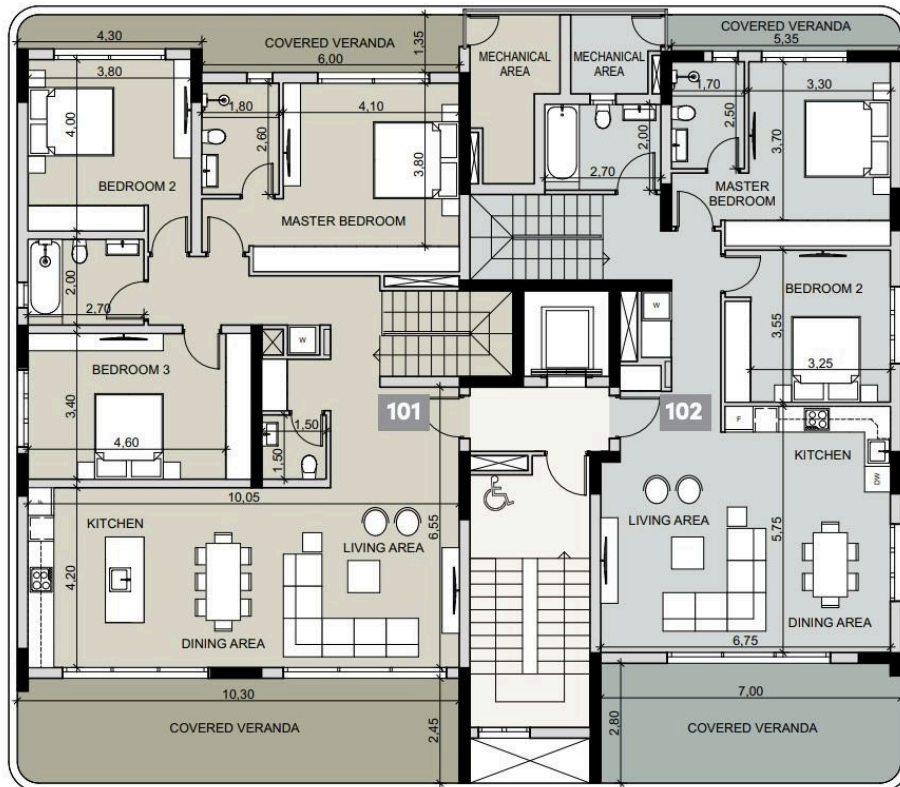 COVERED VERANDA
5,35
4,30
COVERED VERANDA
1,35
6,00
MECHANICAL
AREA
MECHANICAL
AREA
3,80
1,80
4,10
1,70
3,30
4,00
2,60
3,80
2,00
2,50
3,70
2,70
BEDROOM 2
MASTER BEDROOM
MASTER
BEDROOM
2,00
2,70
BEDROOM 2
3,55
3,25
W
W
BEDROOM 3
3,40
4,60
1,50
1,50
101
102
F
KITCHEN
DW
10,05
6,55
KITCHEN
LIVING AREA
4,20
DINING AREA
LIVING AREA
5,75
DINING AREA
6,75
10,30
COVERED VERANDA
2,45
7,00
COVERED VERANDA
2,80